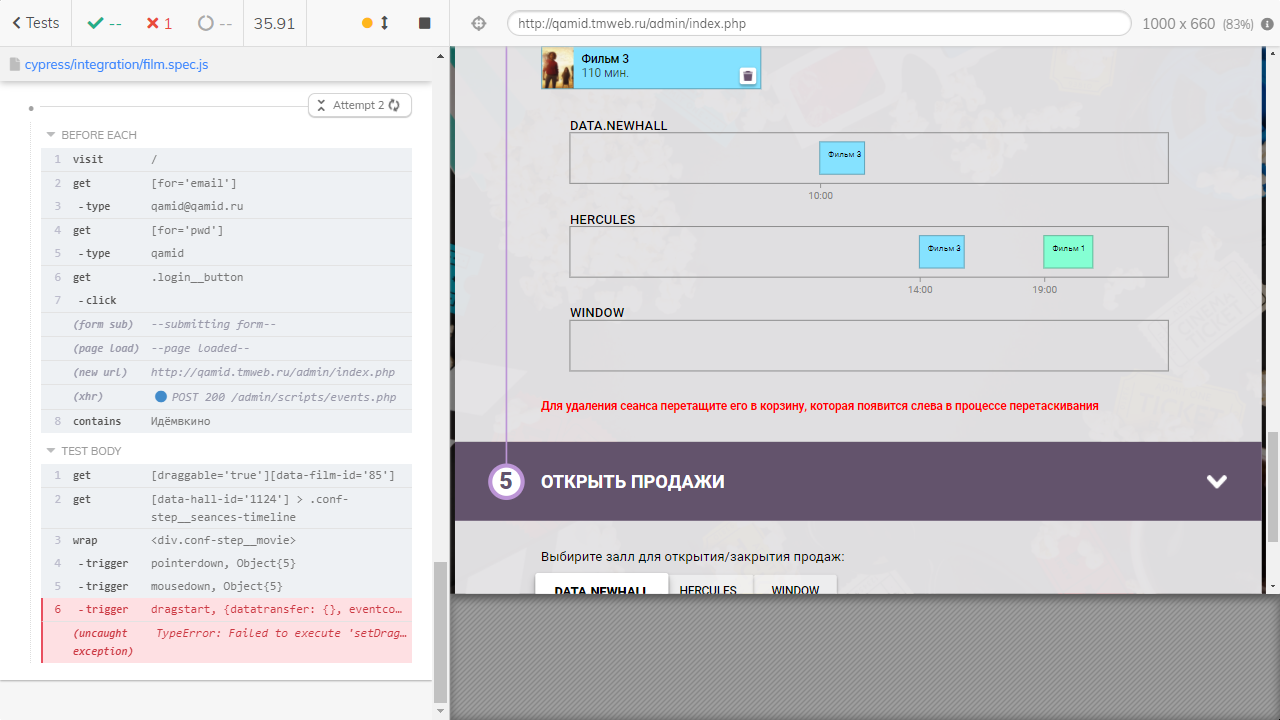 Tests
--
1
--
35.91
http://qamid.tmweb.ru/admin/index.php
1000 x 660 (83%)
cypress/integration/film.spec.js
Attempt 2
BEFORE EACH
1 visit /
2 get [for='email']
3 -type qamid@qamid.ru
4 get [for='pwd']
5 -type qamid
6 get .login__button
7 -click
(form sub) --submitting form--
(page load) --page loaded--
(new url) http://qamid.tmweb.ru/admin/index.php
(xhr) POST 200 /admin/scripts/events.php
8 contains Идёмвкино
TEST BODY
1 get [draggable='true'][data-film-id='85']
2 get [data-hall-id='1124'] > .conf-
step__seances-timeline
3 wrap <div.conf-step__movie>
4 -trigger pointerdown, Object{5}
5 -trigger mousedown, Object{5}
6 -trigger dragstart, {datatransfer: {}, eventco…
(uncaught TypeError: Failed to execute 'setDrag…
exception)
Фильм 3
110 мин.
DATA.NEWHALL
Фильм 3
10:00
HERCULES
Фильм 3
Фильм 1
14:00
19:00
WINDOW
Для удаления сеанса перетащите его в корзину, которая появится слева в процессе перетаскивания
5
ОТКРЫТЬ ПРОДАЖИ
Выбирите залл для открытия/закрытия продаж:
DATA.NEWHALL
HERCULES
WINDOW